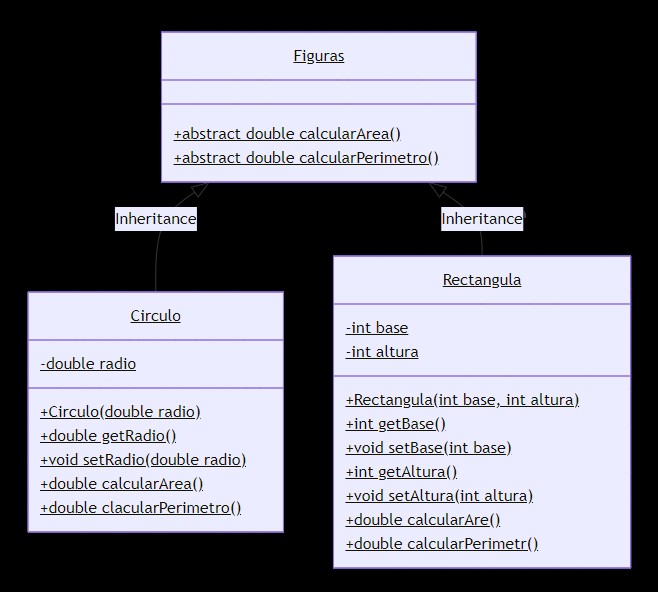 Figuras
+abstract double calcularArea()
+abstract double calcularPerimetro()
Inheritance
Inheritance
Circulo
-double radio
+Circulo(double radio)
+double getRadio()
+void setRadio(double radio)
+double calcularArea()
+double clacularPerimetro()
Rectangula
-int base
-int altura
+Rectangula(int base, int altura)
+int getBase()
+void setBase(int base)
+int getAltura()
+void setAltura(int altura)
+double calcularAre()
+double calcularPerimetr()